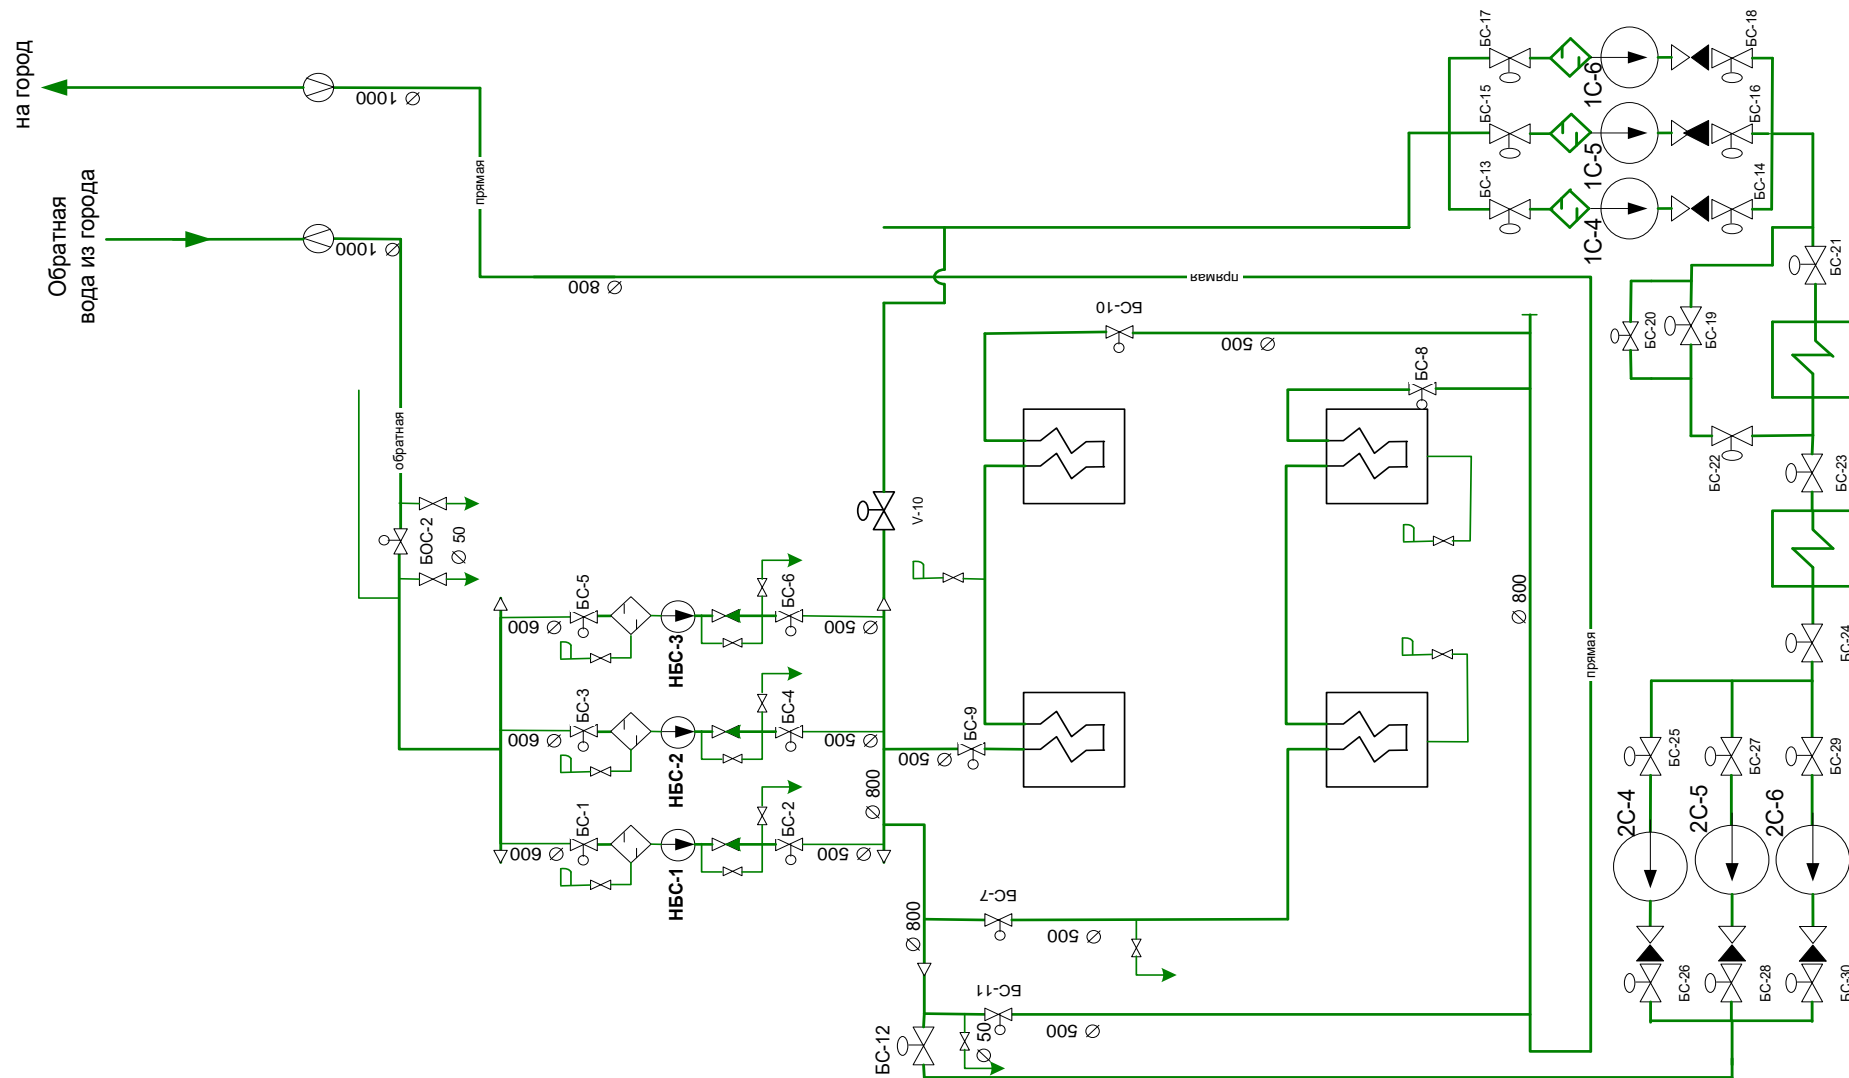 на город
Обратная
вода из города
Ø 1000
Ø 1000
прямая
Ø 800
прямая
обратная
БОС-2
Ø 50
БС-5
БС-6
Ø 600
Ø 500
НБС-3
БС-3
БС-4
Ø 600
Ø 500
НБС-2
БС-1
БС-2
Ø 600
Ø 500
НБС-1
V-10
Ø 800
БС-9
Ø 500
БС-10
Ø 500
БС-8
Ø 800
прямая
БС-7
Ø 500
Ø 800
БС-11
Ø 500
Ø 50
БС-12
БС-17
БС-18
1С-6
БС-15
БС-16
1С-5
БС-13
БС-14
1С-4
БС-21
БС-20
БС-19
БС-22
БС-23
БС-24
БС-25
БС-27
БС-29
2С-4
2С-5
2С-6
БС-26
БС-28
БС-30